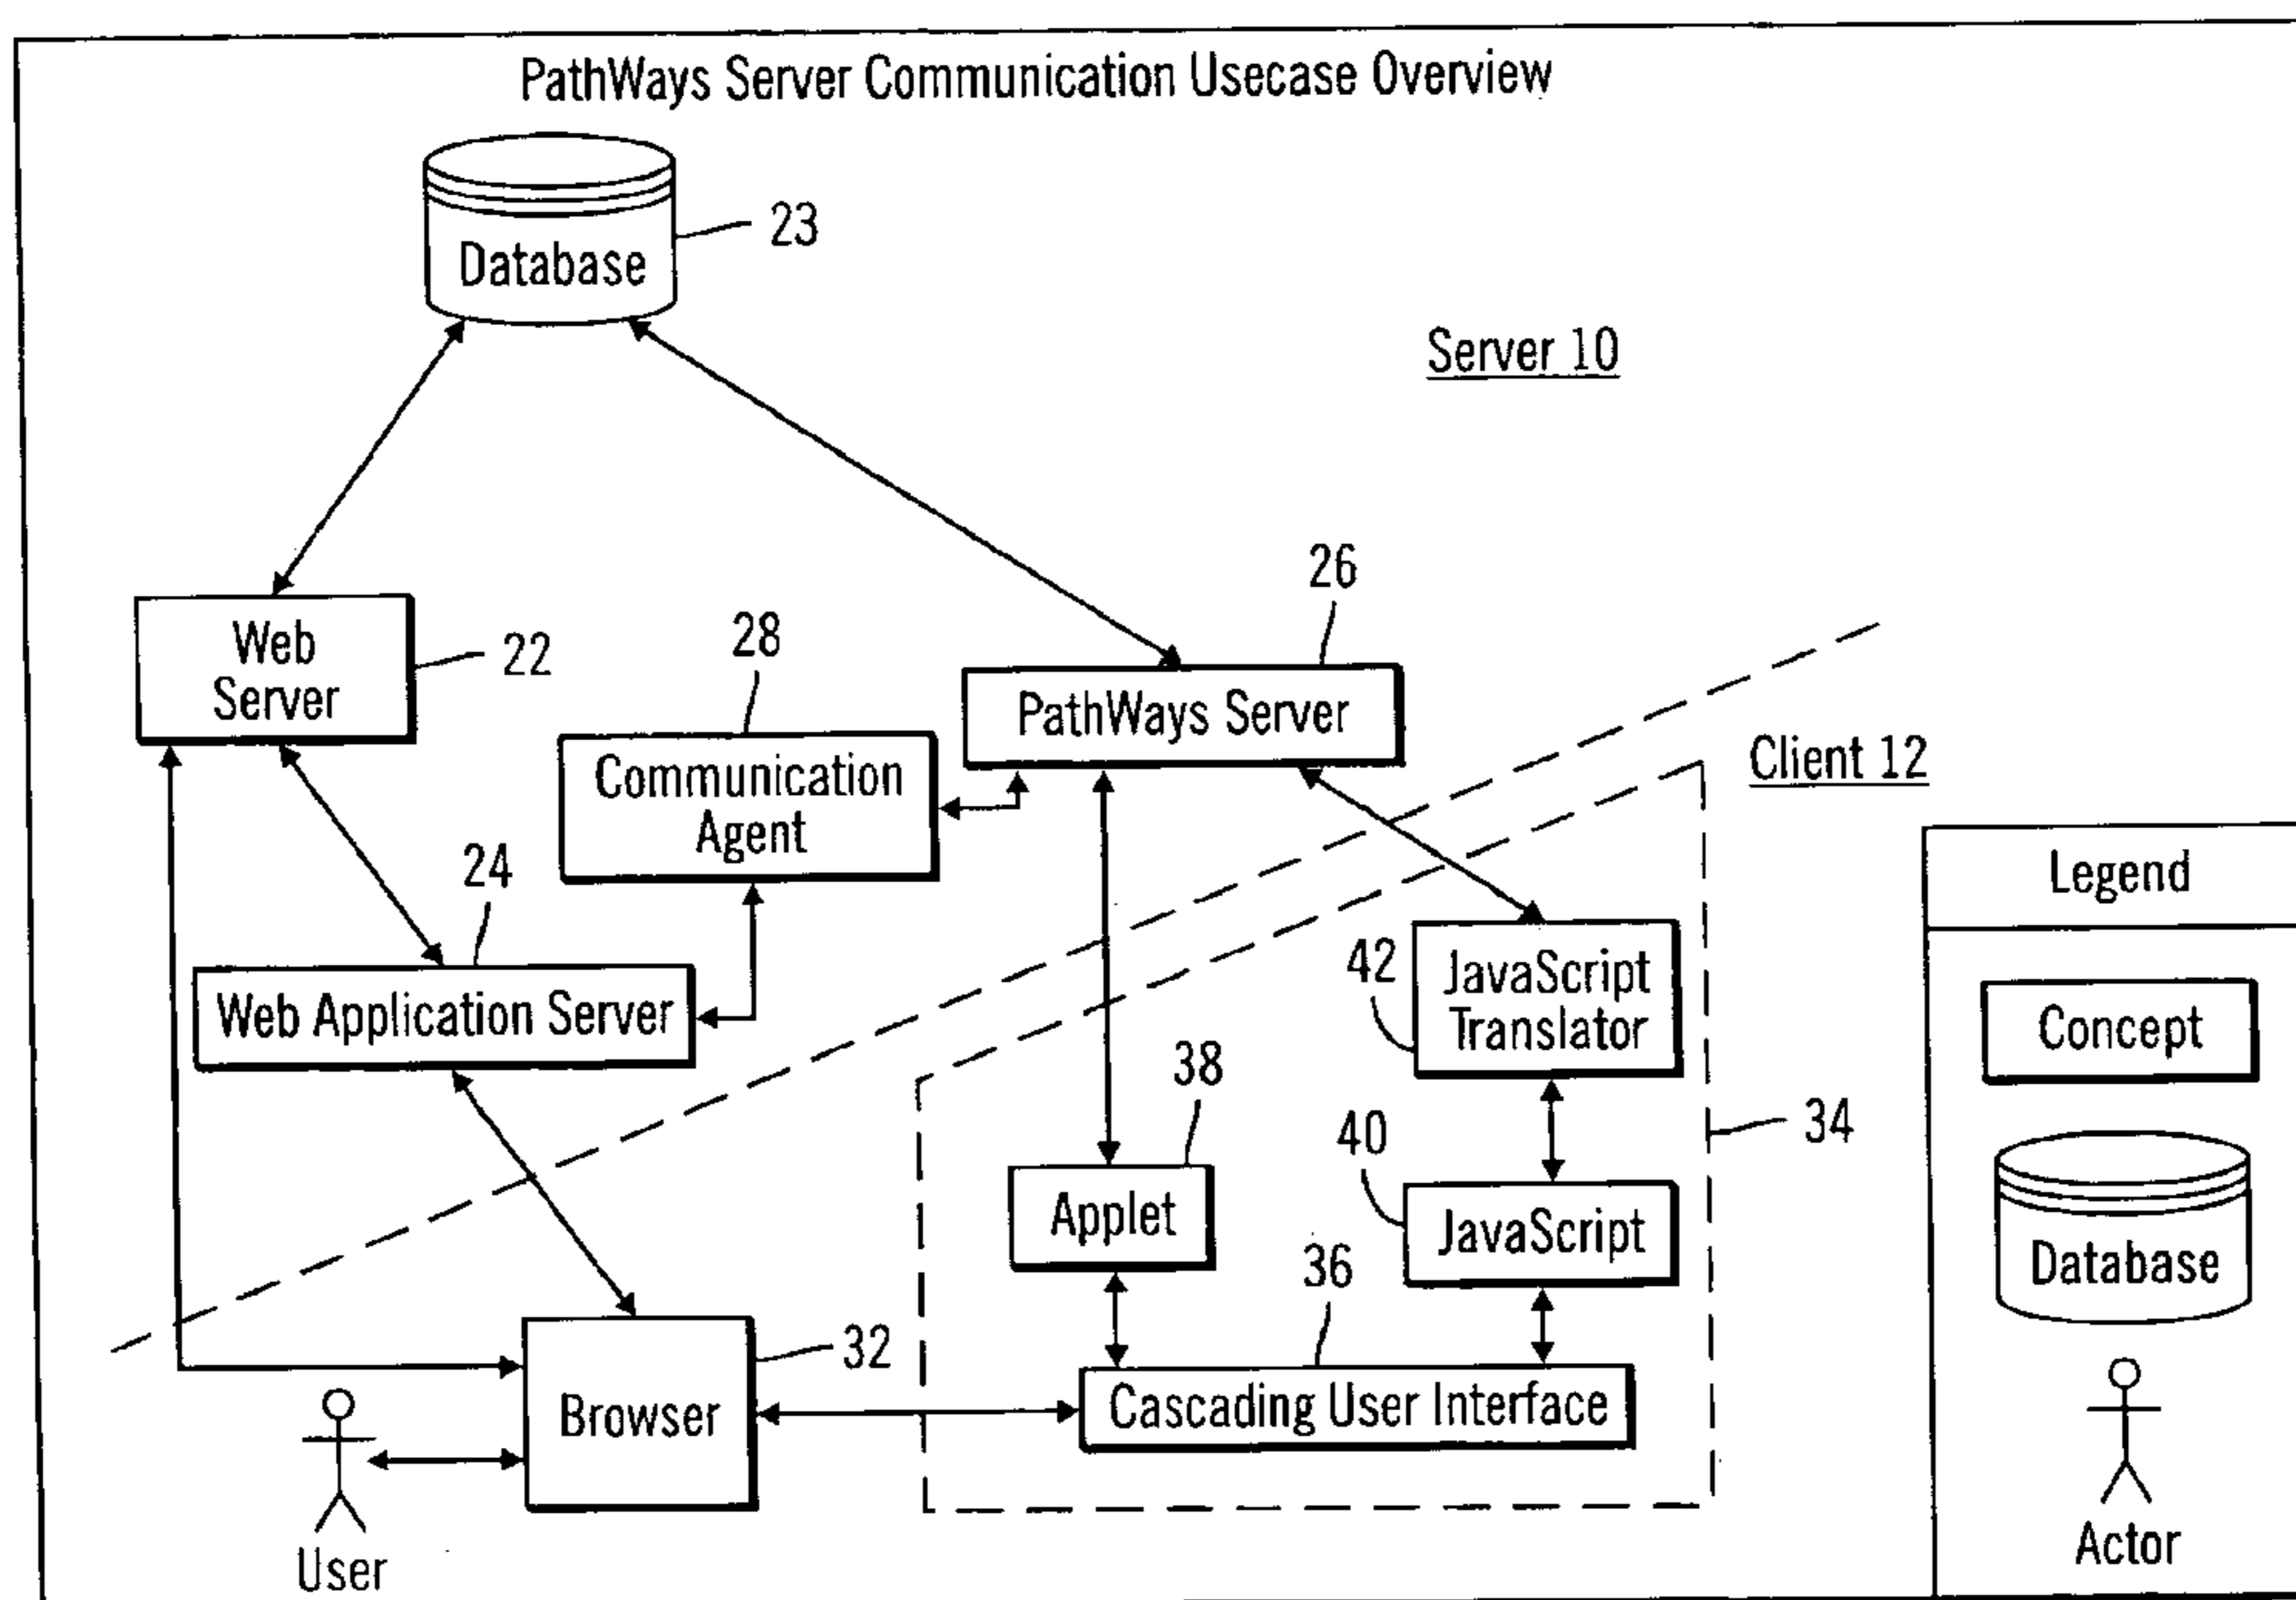 PathWays Server Communication Usecase Overview
Database
23
Server 10
26
Web
Server
22
28
PathWays Server
Communication
Agent
Client 12
24
Legend
Web Application Server
42
JavaScript
Translator
Concept
38
40
34
Applet
JavaScript
36
Database
32
Browser
Cascading User Interface
User
Actor